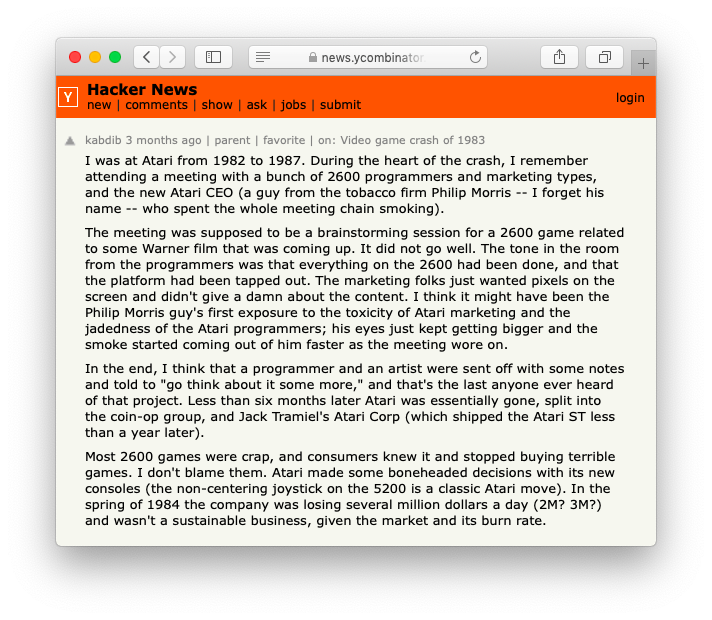 news.ycombinator
Y
Hacker News
new | comments | show | ask | jobs | submit
login
kabdib 3 months ago | parent | favorite | on: Video game crash of 1983
I was at Atari from 1982 to 1987. During the heart of the crash, I remember
attending a meeting with a bunch of 2600 programmers and marketing types,
and the new Atari CEO (a guy from the tobacco firm Philip Morris -- I forget his
name -- who spent the whole meeting chain smoking).
The meeting was supposed to be a brainstorming session for a 2600 game related
to some Warner film that was coming up. It did not go well. The tone in the room
from the programmers was that everything on the 2600 had been done, and that
the platform had been tapped out. The marketing folks just wanted pixels on the
screen and didn't give a damn about the content. I think it might have been the
Philip Morris guy's first exposure to the toxicity of Atari marketing and the
jadedness of the Atari programmers; his eyes just kept getting bigger and the
smoke started coming out of him faster as the meeting wore on.
In the end, I think that a programmer and an artist were sent off with some notes
and told to "go think about it some more," and that's the last anyone ever heard
of that project. Less than six months later Atari was essentially gone, split into
the coin-op group, and Jack Tramiel's Atari Corp (which shipped the Atari ST less
than a year later).
Most 2600 games were crap, and consumers knew it and stopped buying terrible
games. I don't blame them. Atari made some boneheaded decisions with its new
consoles (the non-centering joystick on the 5200 is a classic Atari move). In the
spring of 1984 the company was losing several million dollars a day (2M? 3M?)
and wasn't a sustainable business, given the market and its burn rate.